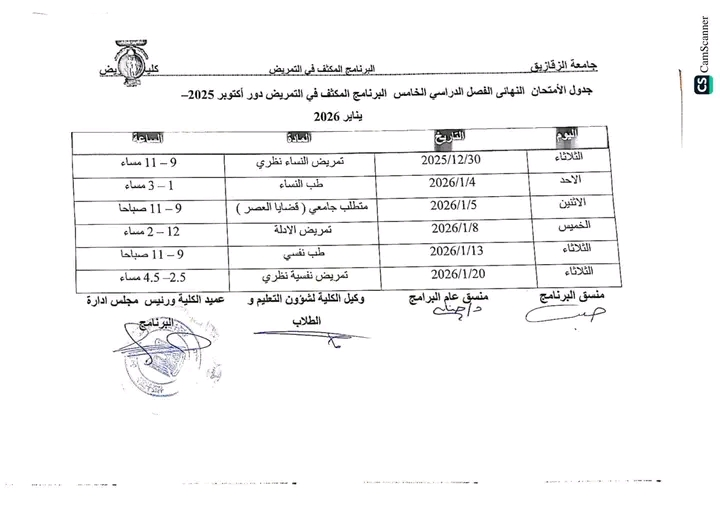 جامعة الزقازيق البرنامج المكثف في التمريض كلية التمريض
جدول الأمتحان النهائى الفصل الدراسي الخامس البرنامج المكثف في التمريض دور أكتوبر 2025–
يناير 2026
اليوم التاريخ المادة الساعة
الثلاثاء 2025/12/30 تمريض النساء نظري 9 – 11 مساء
الاحد 2026/1/4 طب النساء 1 – 3 مساء
الاثنين 2026/1/5 متطلب جامعي ( قضايا العصر ) 9 – 11 صباحا
الخميس 2026/1/8 تمريض الادلة 12 – 2 مساء
الثلاثاء 2026/1/13 طب نفسي 9 – 11 صباحا
الثلاثاء 2026/1/20 تمريض نفسية نظري 2.5– 4.5 مساء
منسق البرنامج منسق عام البرامج وكيل الكلية لشؤون التعليم و عميد الكلية ورئيس مجلس ادارة
الطلاب البرنامج
CS CamScanner